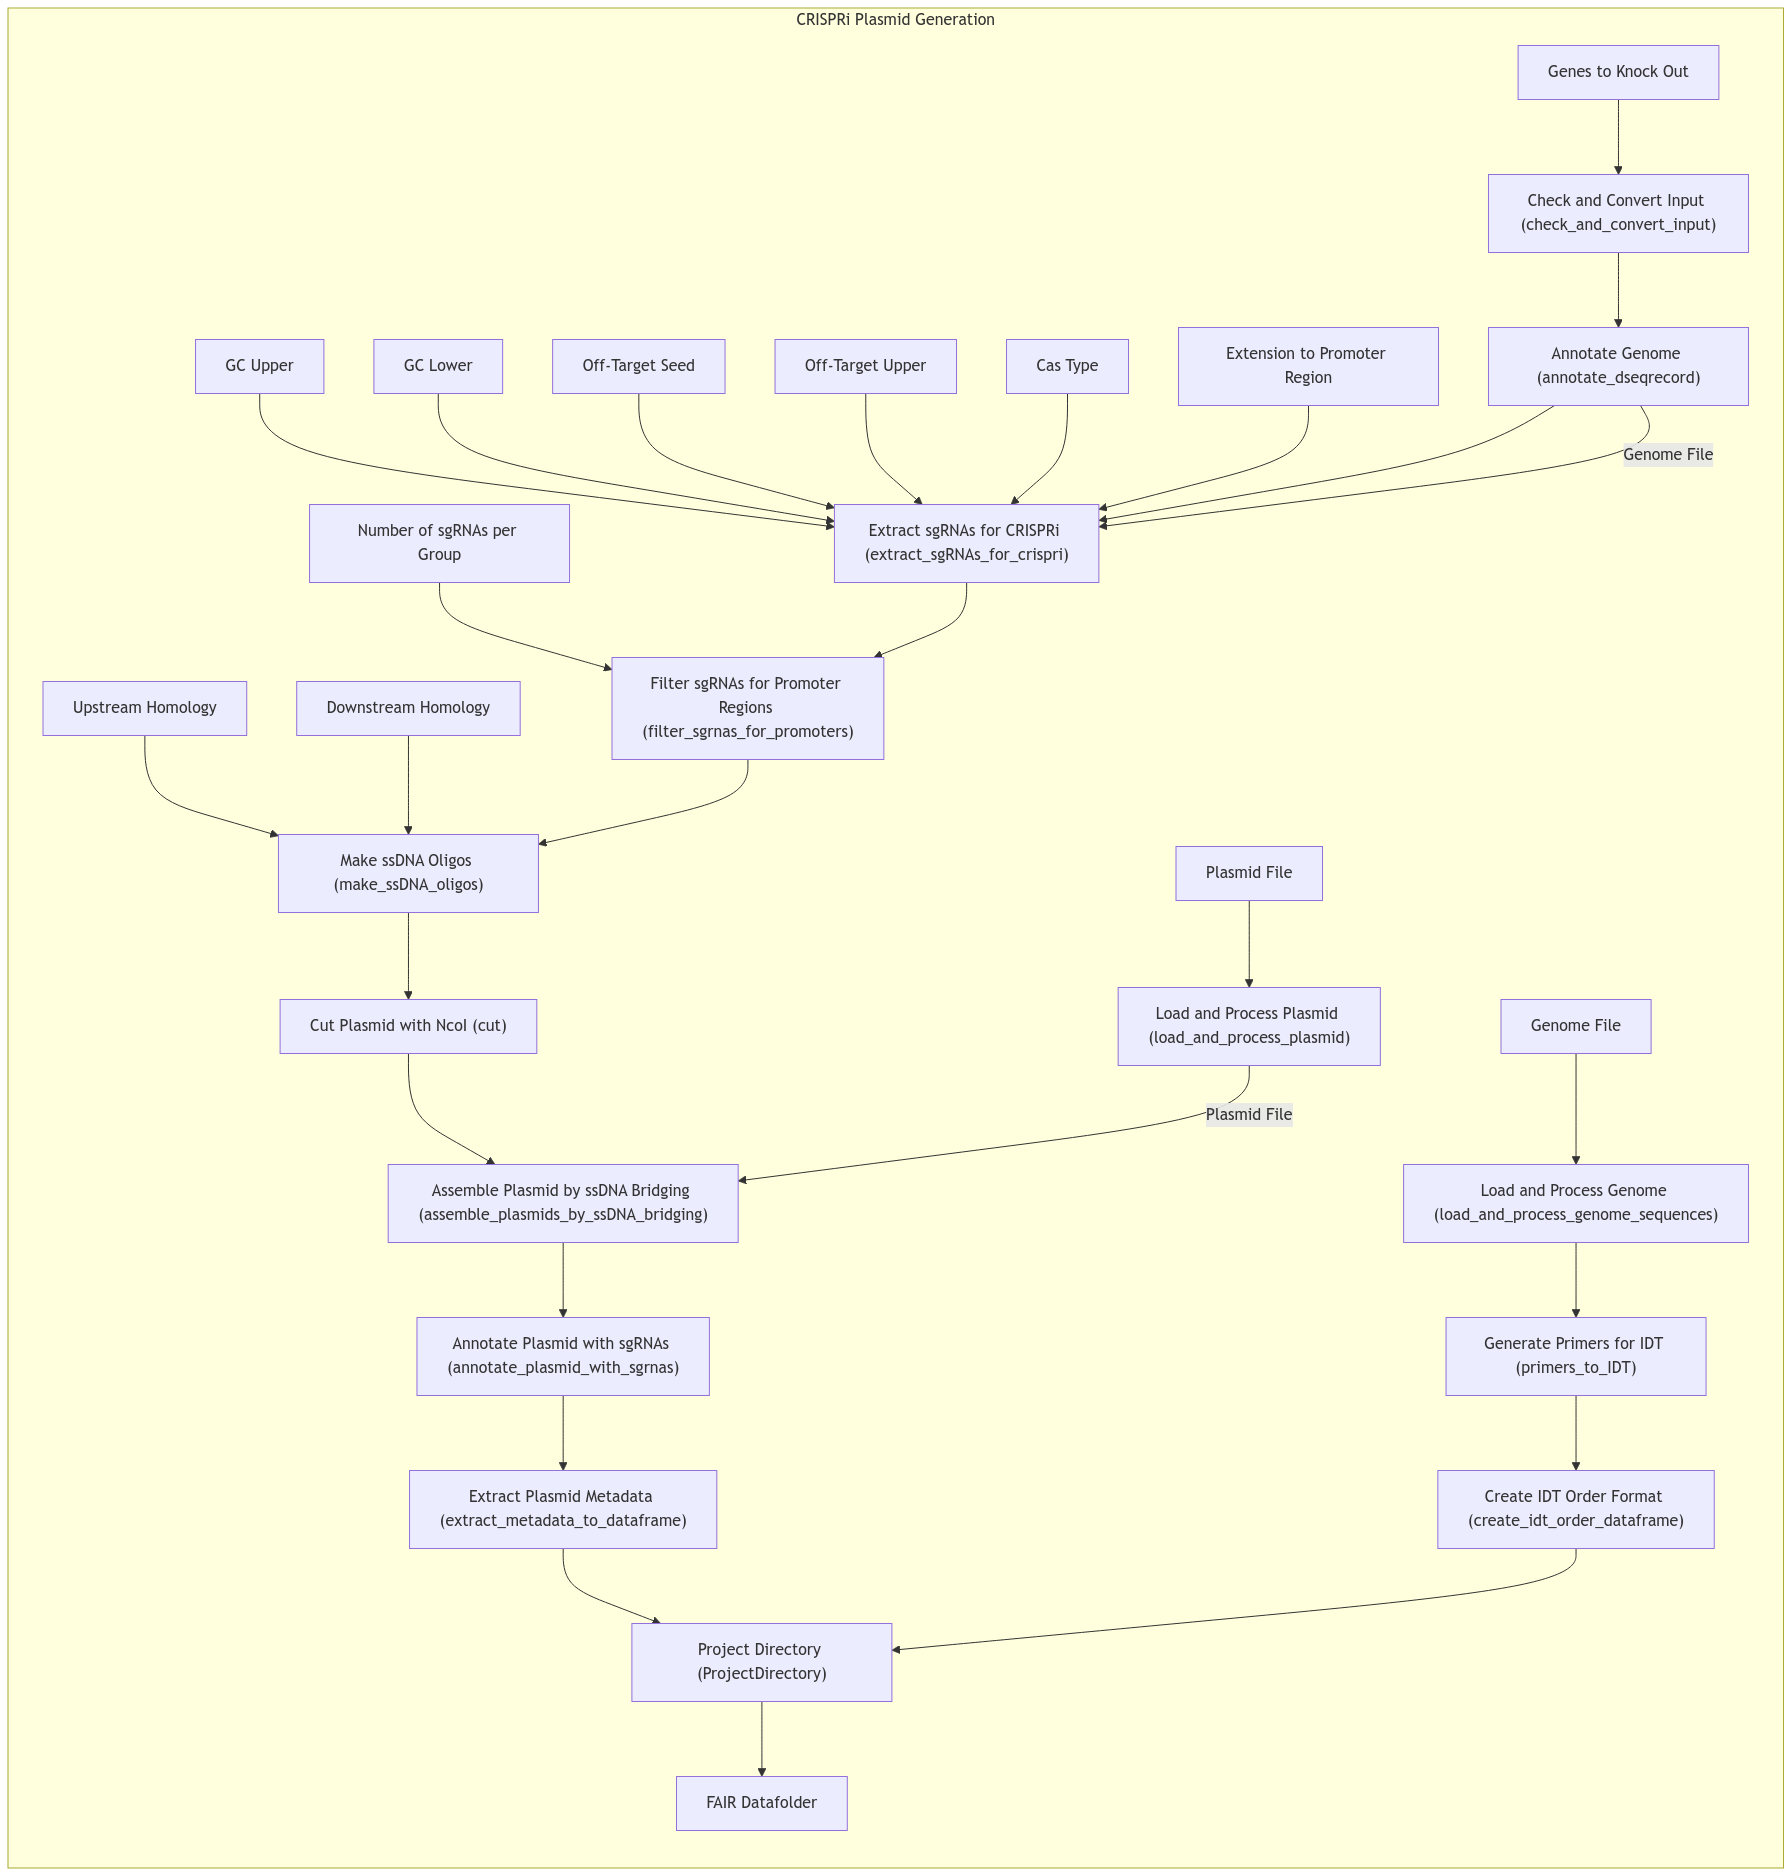 CRISPRi Plasmid Generation
Genes to Knock Out
Check and Convert Input
(check_and_convert_input)
GC Upper
GC Lower
Off-Target Seed
Off-Target Upper
Cas Type
Extension to Promoter
Region
Annotate Genome
(annotate_dseqrecord)
Genome File
Number of sgRNAs per
Group
Extract sgRNAs for CRISPRi
(extract_sgRNAs_for_crispri)
Upstream Homology
Downstream Homology
Filter sgRNAs for Promoter
Regions
(filter_sgrnas_for_promoters)
Make ssDNA Oligos
(make_ssDNA_oligos)
Plasmid File
Cut Plasmid with NcoI (cut)
Load and Process Plasmid
(load_and_process_plasmid)
Genome File
Plasmid File
Assemble Plasmid by ssDNA Bridging
(assemble_plasmids_by_ssDNA_bridging)
Load and Process Genome
(load_and_process_genome_sequences)
Annotate Plasmid with sgRNAs
(annotate_plasmid_with_sgrnas)
Generate Primers for IDT
(primers_to_IDT)
Extract Plasmid Metadata
(extract_metadata_to_dataframe)
Create IDT Order Format
(create_idt_order_dataframe)
Project Directory
(ProjectDirectory)
FAIR Datafolder